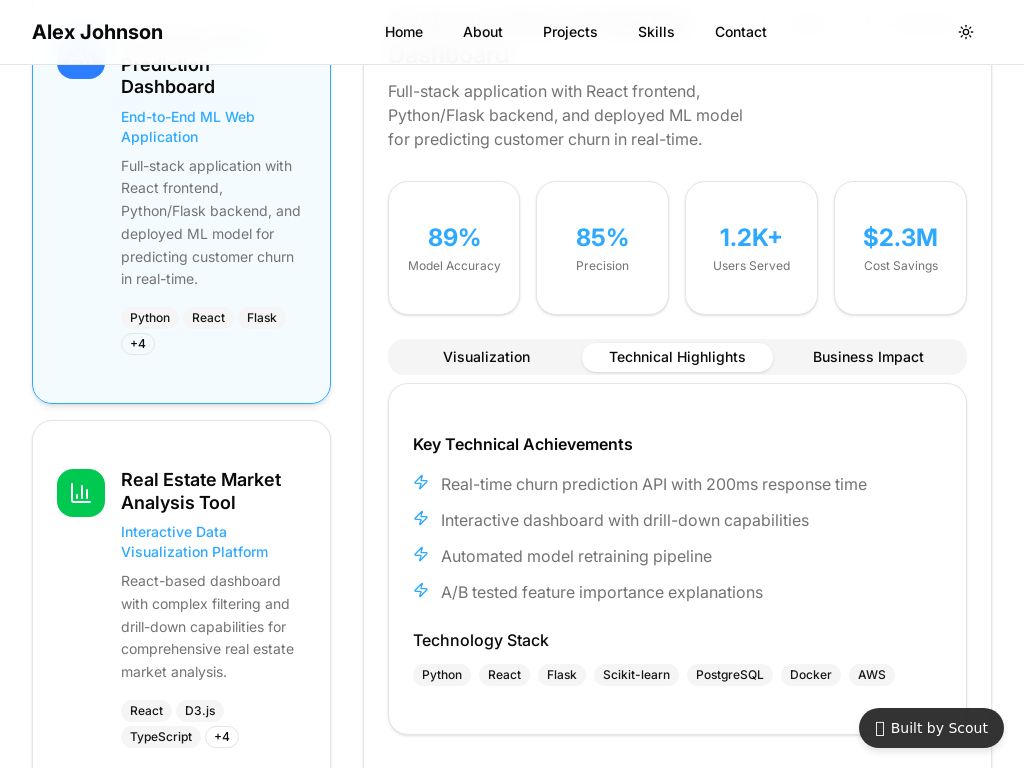 Alex Johnson
Home
About
Projects
Skills
Contact
Prediction
Dashboard
End-to-End ML Web
Application
Full-stack application with
React frontend,
Python/Flask backend, and
deployed ML model for
predicting customer churn
in real-time.
Python
React
Flask
+4
Real Estate Market
Analysis Tool
Interactive Data
Visualization Platform
React-based dashboard
with complex filtering and
drill-down capabilities for
comprehensive real estate
market analysis.
React
D3.js
TypeScript
+4
Dashboard
Full-stack application with React frontend,
Python/Flask backend, and deployed ML model
for predicting customer churn in real-time.
89%
Model Accuracy
85%
Precision
1.2K+
Users Served
$2.3M
Cost Savings
Visualization
Technical Highlights
Business Impact
Key Technical Achievements
Real-time churn prediction API with 200ms response time
Interactive dashboard with drill-down capabilities
Automated model retraining pipeline
A/B tested feature importance explanations
Technology Stack
Python
React
Flask
Scikit-learn
PostgreSQL
Docker
AWS
Built by Scout